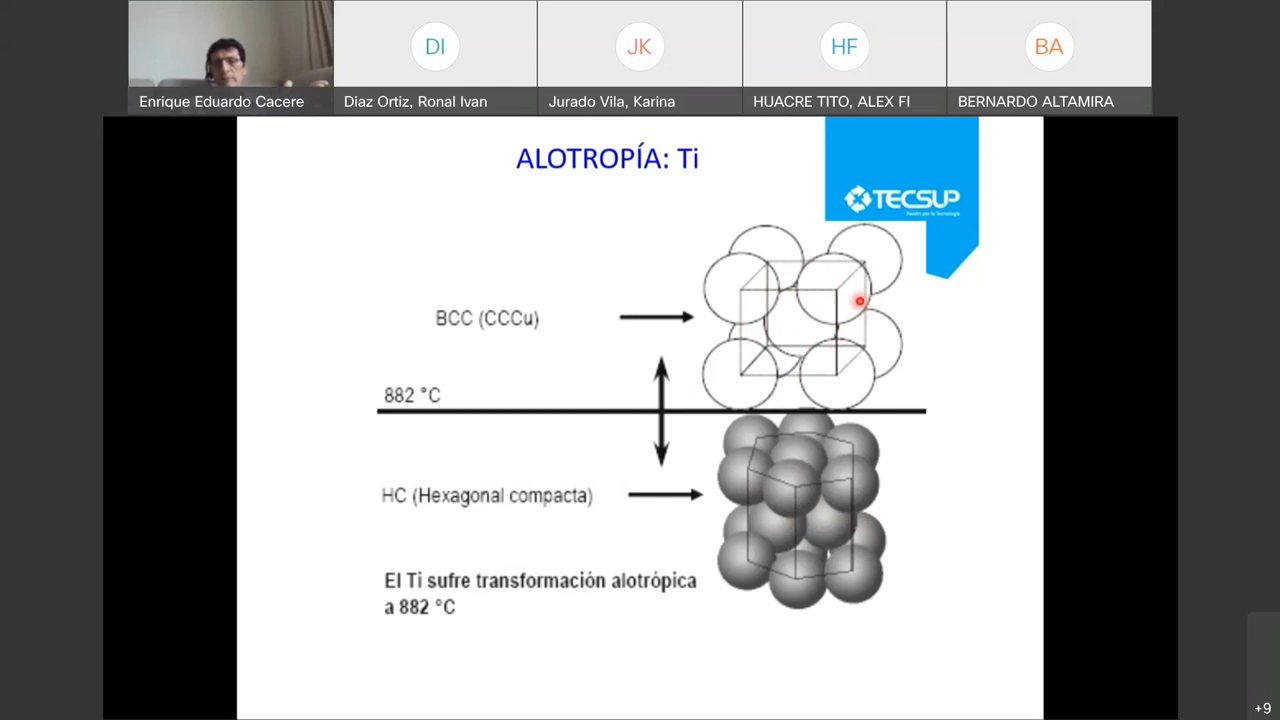 DI
JK
HF
BA
Enrique Eduardo Cacere
Diaz Ortiz, Ronal Ivan
Jurado Vila, Karina
HUACRE TITO, ALEX FI
BERNARDO ALTAMIRA
ALOTROPÍA: Ti
TECSUP
BCC (CCCu)
882 °C
HC (Hexagonal compacta)
El Ti sufre transformación alotrópica
a 882 °C
+9